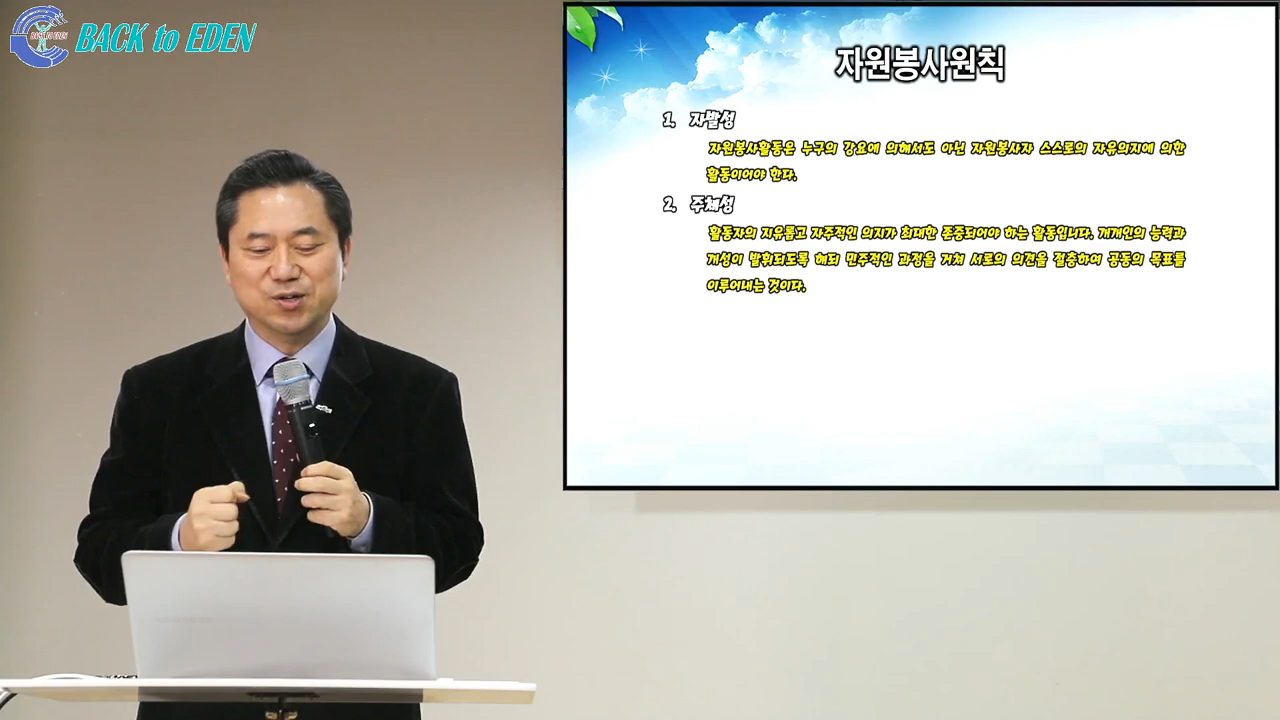 BACK to EDEN
자원봉사원칙
1. 자발성
자원봉사활동은 누구의 강요에 의해서도 아닌 자원봉사자 스스로의 자유의지에 의한
활동이어야 한다.
2. 주체성
활동자의 자유롭고 자주적인 의지가 최대한 존중되어야 하는 활동입니다. 개개인의 능력과
개성이 발휘되도록 해되 민주적인 과정을 거쳐 서로의 의견을 절충하여 공동의 목표를
이루어내는 것이다.